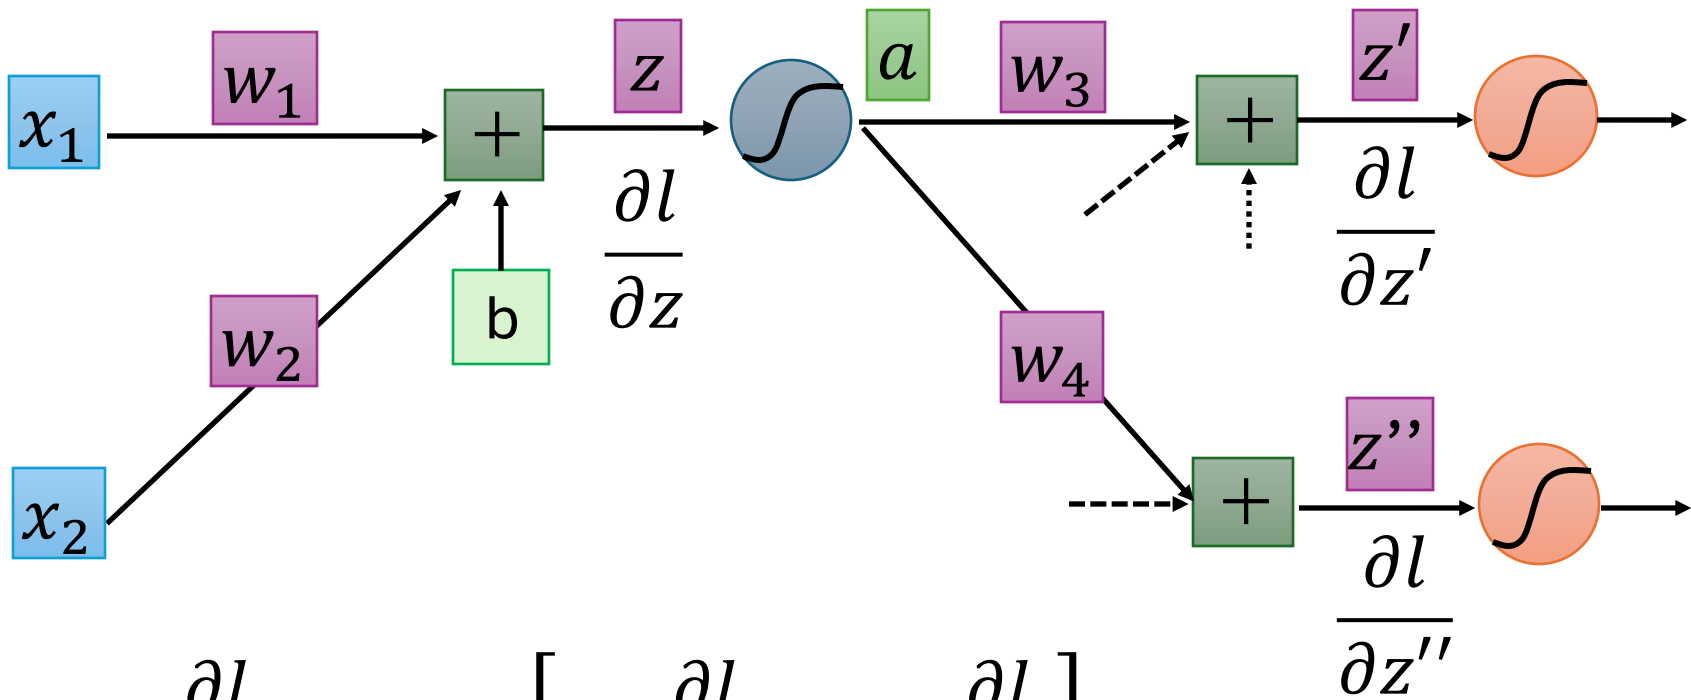 x₁
w₁
+
z
a
w₃
+
z′
∂l
∂z
∂l
∂z′
b
w₂
w₄
x₂
+
z’’
∂l
∂z′′
∂l [ ∂l ∂l ]